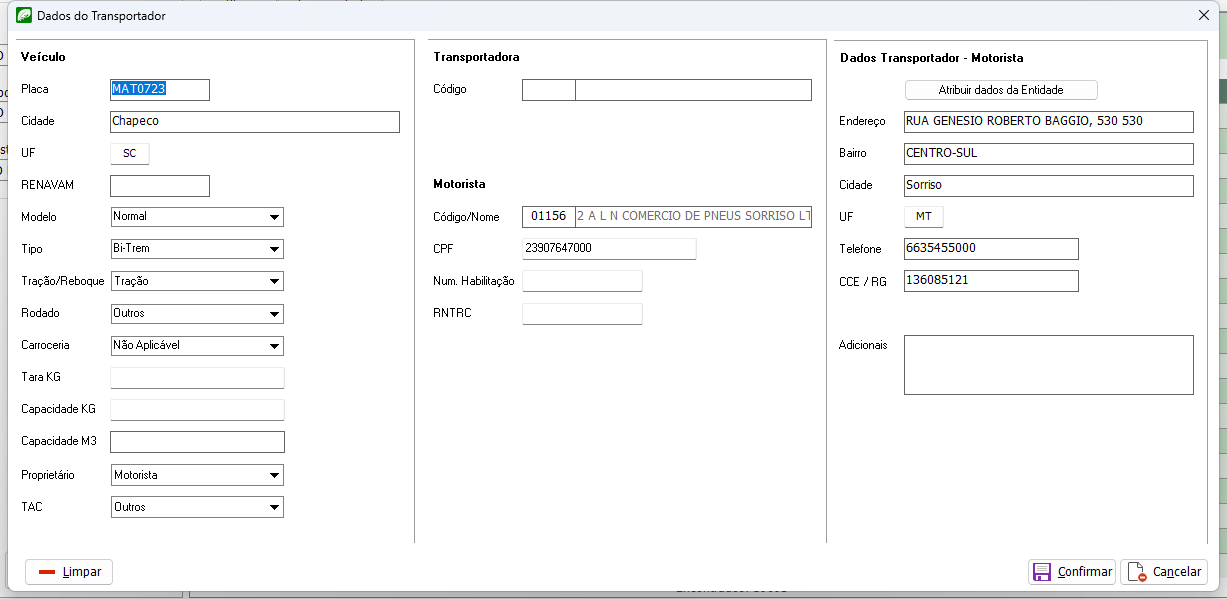 Dados do Transportador
Veículo
Placa MAT0723
Cidade Chapeco
UF SC
RENAVAM
Modelo Normal
Tipo Bi-Trem
Tração/Reboque Tração
Rodado Outros
Carroceria Não Aplicável
Tara KG
Capacidade KG
Capacidade M3
Proprietário Motorista
TAC Outros
Transportadora
Código
Motorista
Código/Nome 01156 2 A L N COMERCIO DE PNEUS SORRISO LT
CPF 23907647000
Num. Habilitação
RNTRC
Dados Transportador - Motorista
Atribuir dados da Entidade
Endereço RUA GENESIO ROBERTO BAGGIO, 530 530
Bairro CENTRO-SUL
Cidade Sorriso
UF MT
Telefone 6635455000
CCE / RG 136085121
Adicionais
Limpar
Confirmar
Cancelar